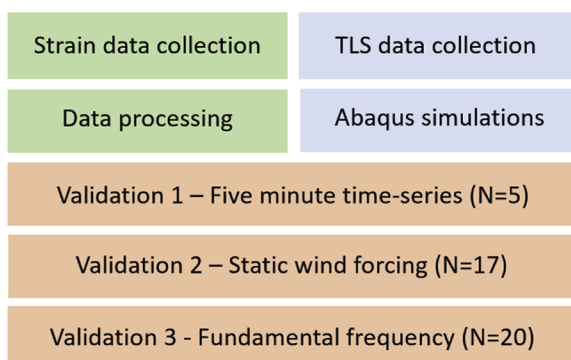 Strain data collection
TLS data collection
Data processing
Abaqus simulations
Validation 1 – Five minute time-series (N=5)
Validation 2 – Static wind forcing (N=17)
Validation 3 - Fundamental frequency (N=20)